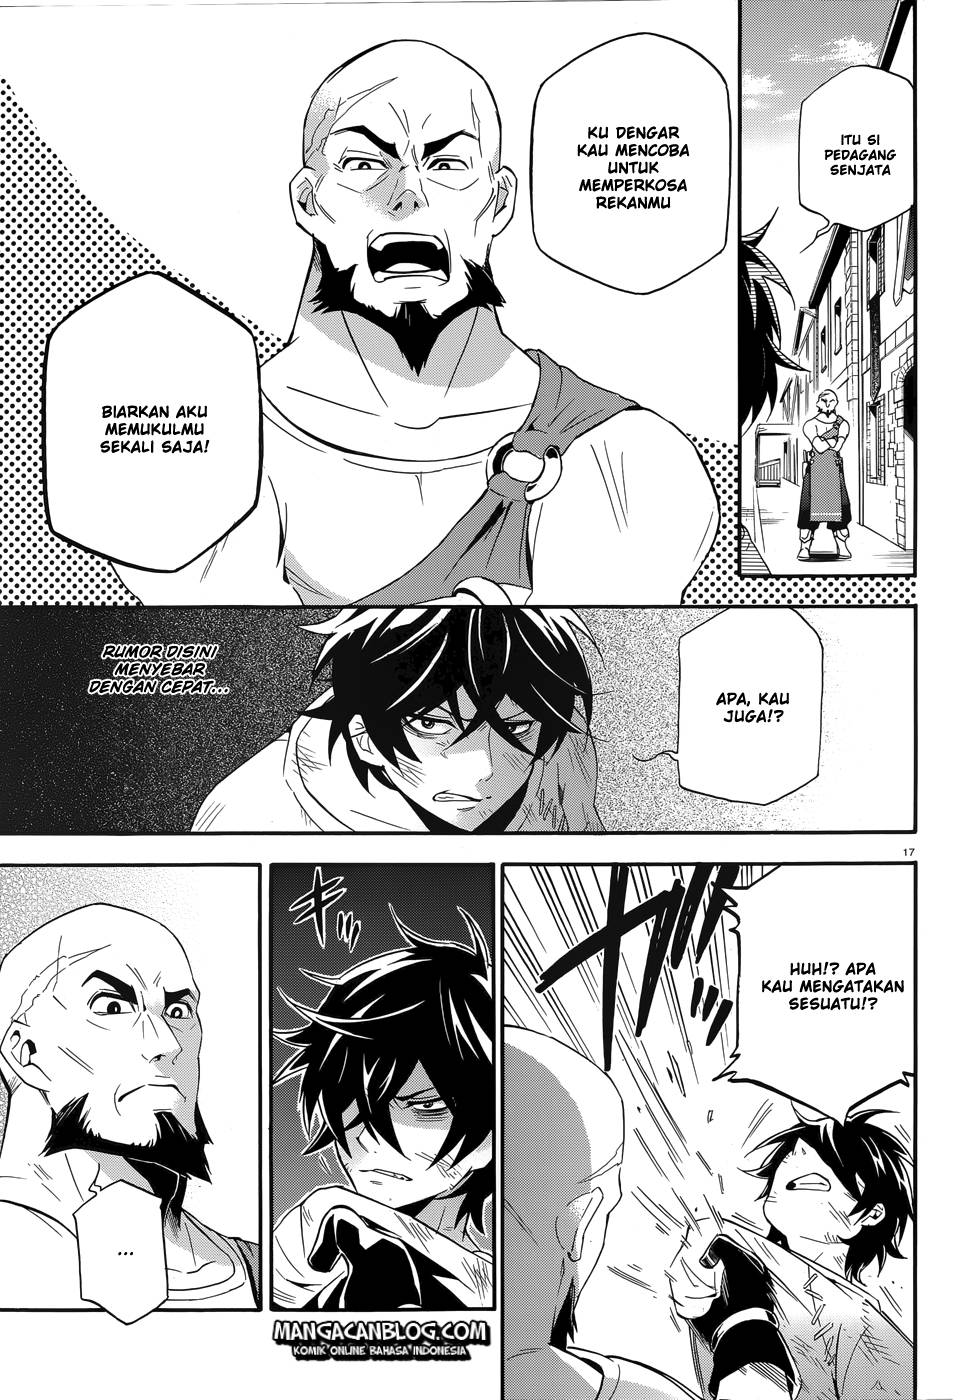 ITU SI
PEDAGANG
SENJATA
KU DENGAR
KAU MENCOBA
UNTUK
MEMPERKOSA
REKANMU
BIARKAN AKU
MEMUKULMU
SEKALI SAJA!
APA, KAU
JUGA!?
RUMOR DISINI
MENYEBAR
DENGAN CEPAT...
17
HUH!? APA
KAU MENGATAKAN
SESUATU!?
...
MANGACANBLOG.COM
KOMIK ONLINE BAHASA INDONESIA